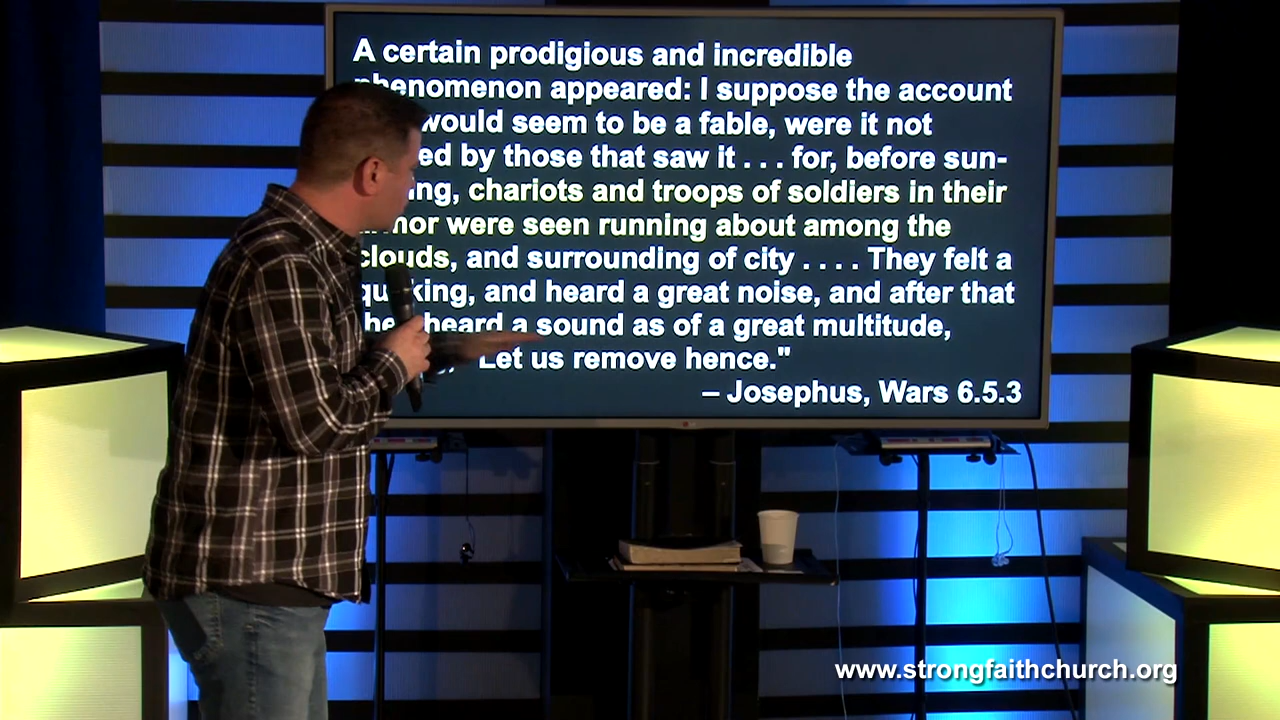 A certain prodigious and incredible
phenomenon appeared: I suppose the account
would seem to be a fable, were it not
by those that saw it . . . for, before sun-
chariots and troops of soldiers in their
were seen running about among the
clouds, and surrounding of city . . . . They felt a
quaking, and heard a great noise, and after that
heard a sound as of a great multitude,
"Let us remove hence."
– Josephus, Wars 6.5.3
www.strongfaithchurch.org